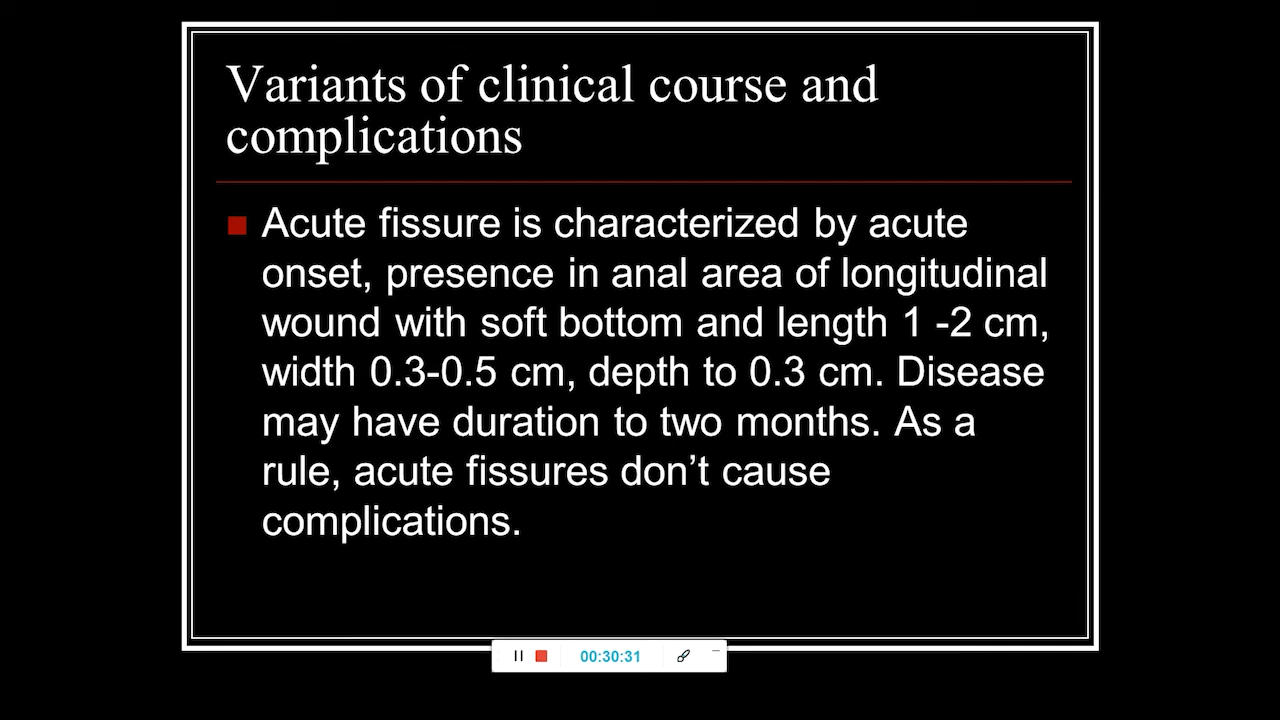 Variants of clinical course and
complications
Acute fissure is characterized by acute
onset, presence in anal area of longitudinal
wound with soft bottom and length 1 -2 cm,
width 0.3-0.5 cm, depth to 0.3 cm. Disease
may have duration to two months. As a
rule, acute fissures don’t cause
complications.
00:30:31